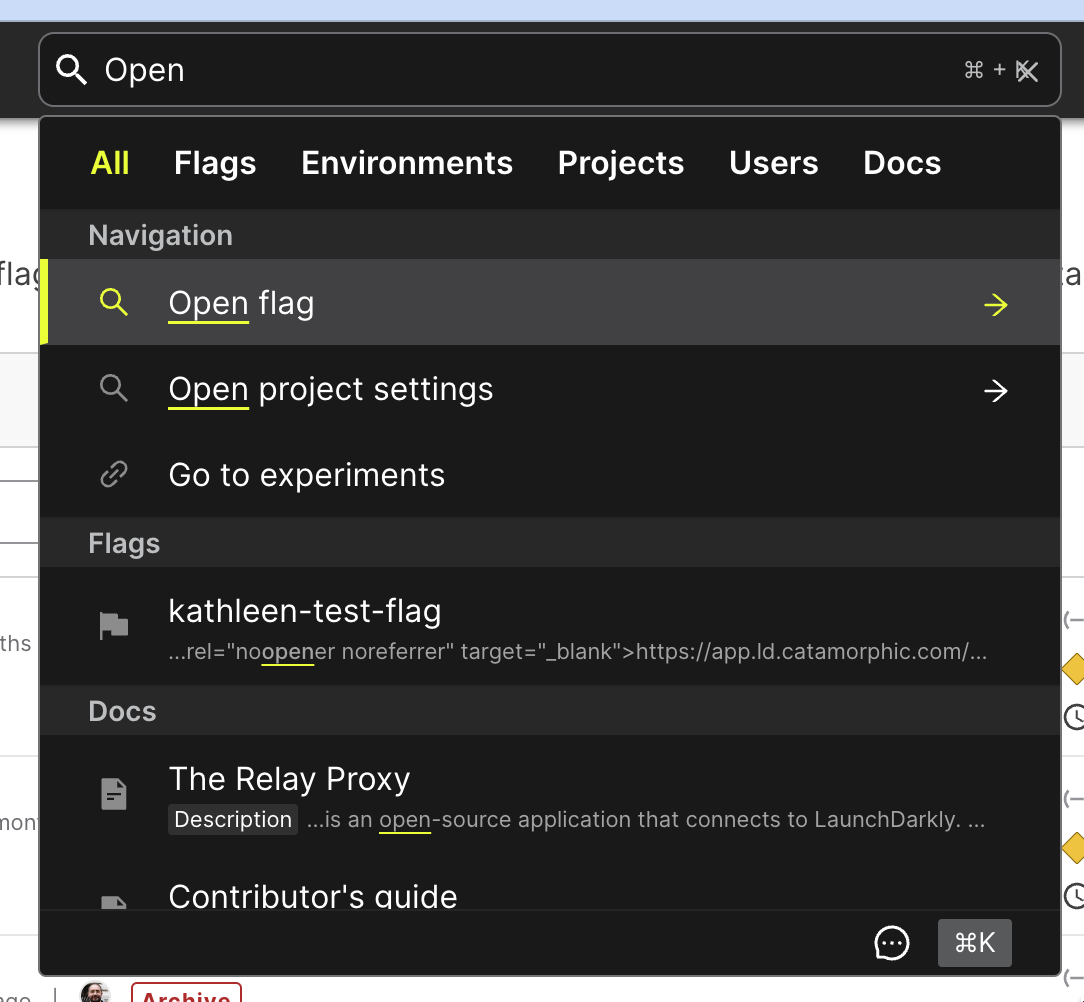 Open
⌘ + K
All Flags Environments Projects Users Docs
Navigation
Open flag
Open project settings
Go to experiments
Flags
kathleen-test-flag
...rel="noopener noreferrer" target="_blank">https://app.ld.catamorphic.com/...
Docs
The Relay Proxy
Description ...is an open-source application that connects to LaunchDarkly. ...
Contributor's guide
⌘K
Archive